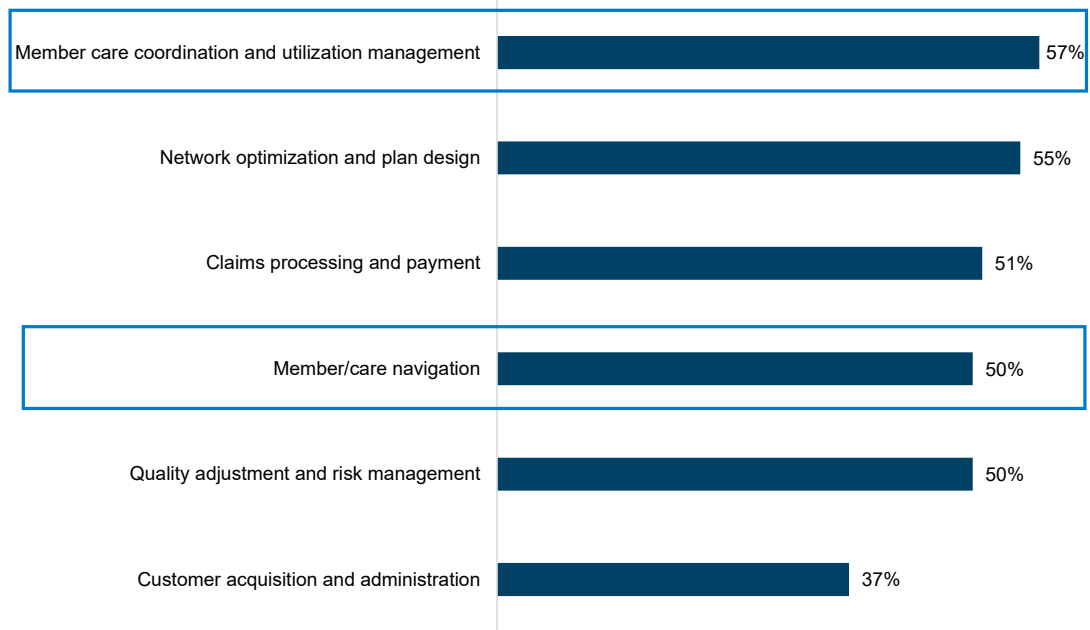 Member care coordination and utilization management 57%
Network optimization and plan design 55%
Claims processing and payment 51%
Member/care navigation 50%
Quality adjustment and risk management 50%
Customer acquisition and administration 37%